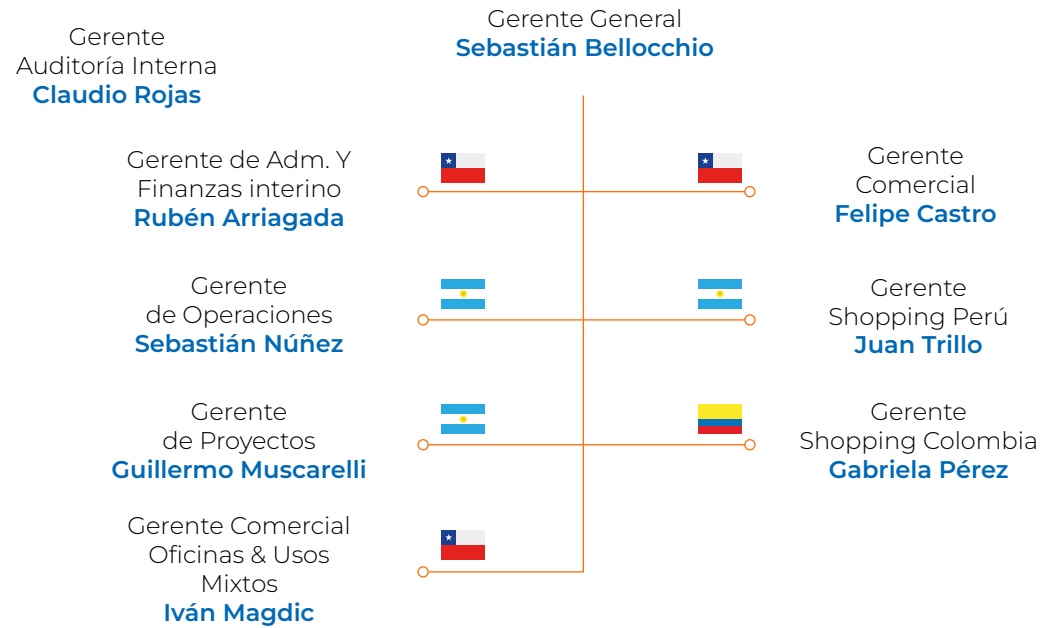 Gerente General
Sebastián Bellocchio
Gerente
Auditoría Interna
Claudio Rojas
Gerente de Adm. Y
Finanzas interino
Rubén Arriagada
Gerente
Comercial
Felipe Castro
Gerente
de Operaciones
Sebastián Núñez
Gerente
Shopping Perú
Juan Trillo
Gerente
de Proyectos
Guillermo Muscarelli
Gerente
Shopping Colombia
Gabriela Pérez
Gerente Comercial
Oficinas & Usos
Mixtos
Iván Magdic